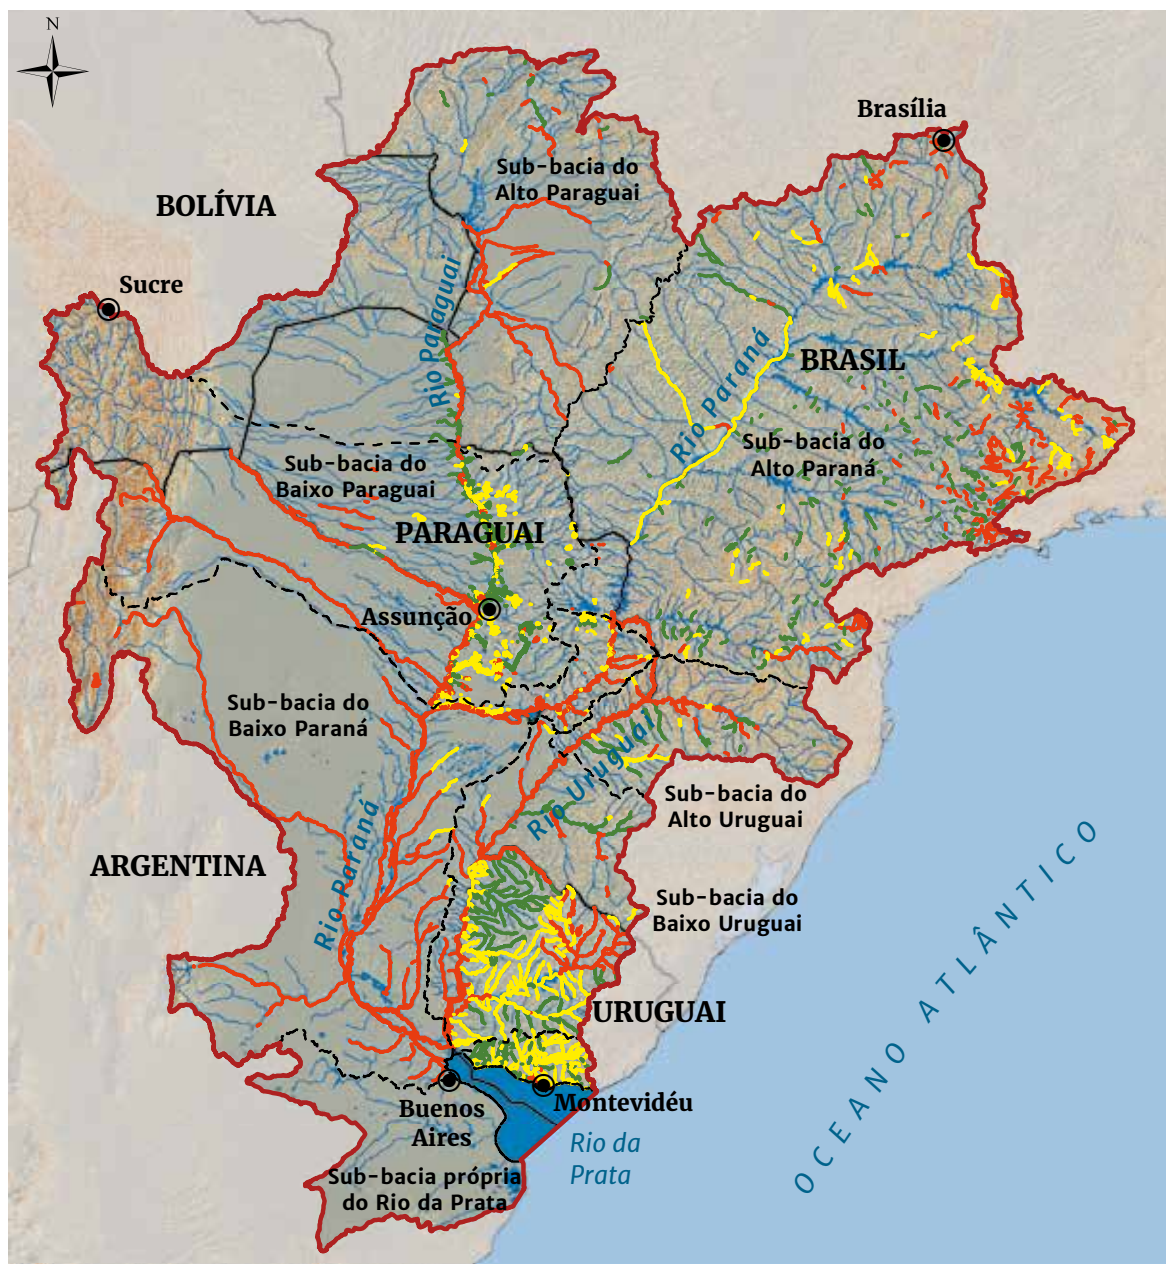 N
Brasília
Sub-bacia do
Alto Paraguai
BOLÍVIA
Sucre
Rio Paraguai
Rio Paraná
BRASIL
Sub-bacia do
Alto Paraná
Sub-bacia do
Baixo Paraguai
PARAGUAI
Assunção
Sub-bacia do
Baixo Paraná
Rio Uruguai
Sub-bacia do
Alto Uruguai
Rio Paraná
ARGENTINA
Sub-bacia do
Baixo Uruguai
OCEANO ATLÂNTICO
URUGUAI
Buenos
Aires
Montevidéu
Rio da
Prata
Sub-bacia própria
do Rio da Prata